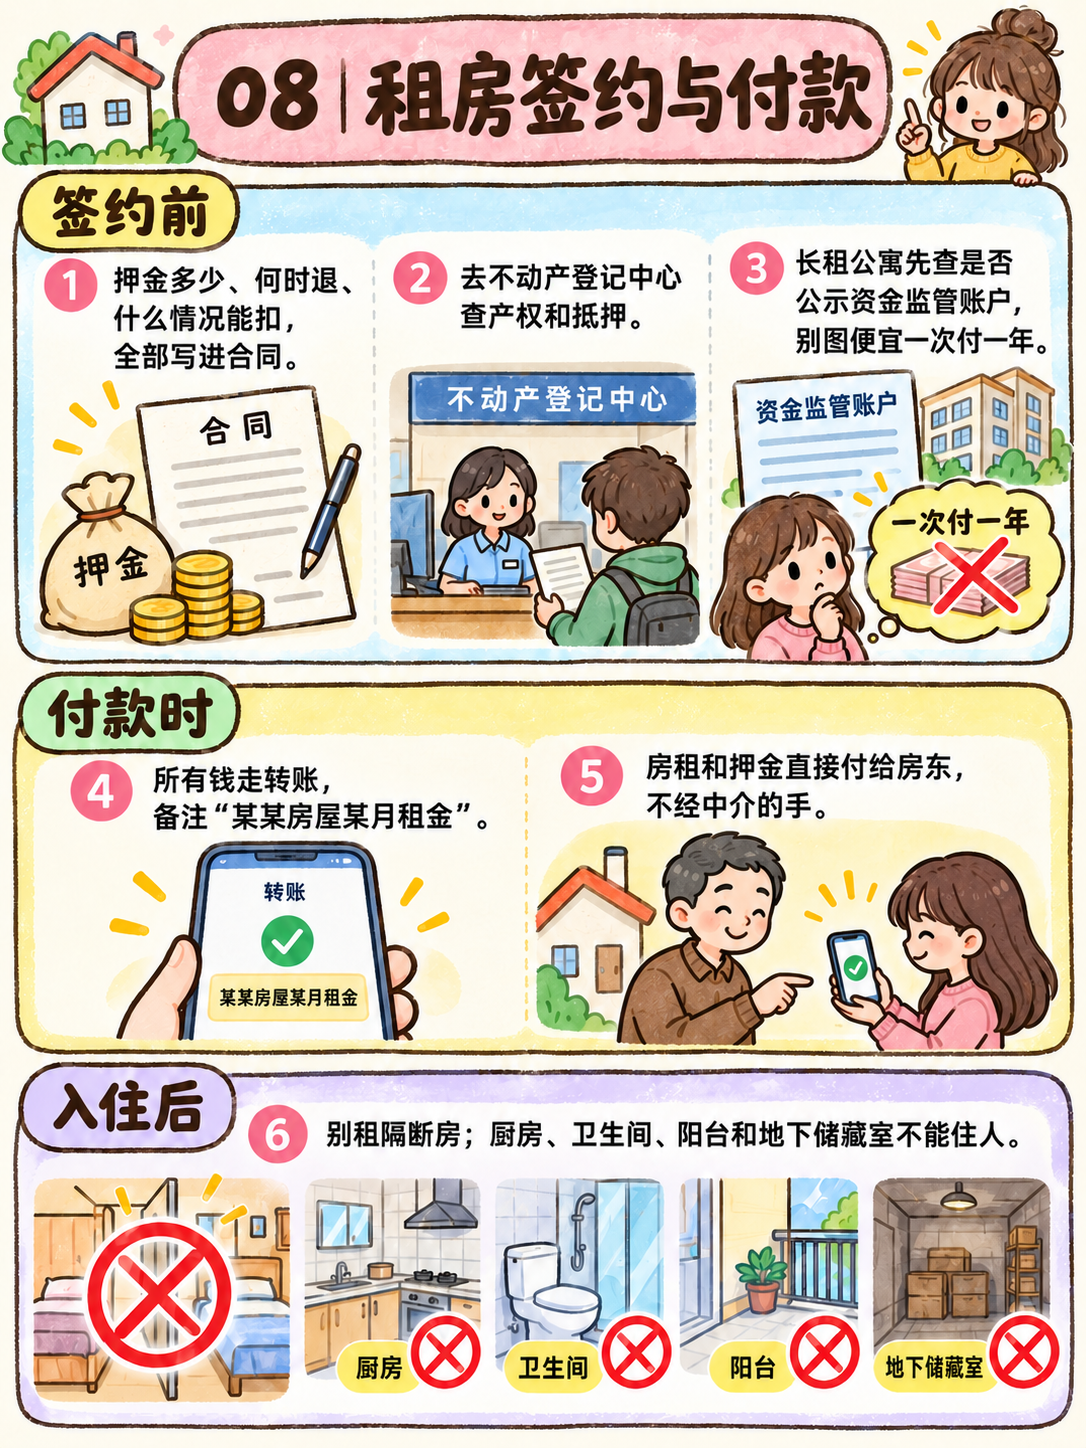 08 | 租房签约与付款
签约前
1
押金多少、何时退、
什么情况能扣，
全部写进合同。
合同
押金
2
去不动产登记中心
查产权和抵押。
不动产登记中心
3
长租公寓先查是否
公示资金监管账户，
别图便宜一次付一年。
资金监管账户
一次付一年
付款时
4
所有钱走转账，
备注“某某房屋某月租金”。
转账
某某房屋某月租金
5
房租和押金直接付给房东，
不经中介的手。
入住后
6
别租隔断房；厨房、卫生间、阳台和地下储藏室不能住人。
厨房
卫生间
阳台
地下储藏室